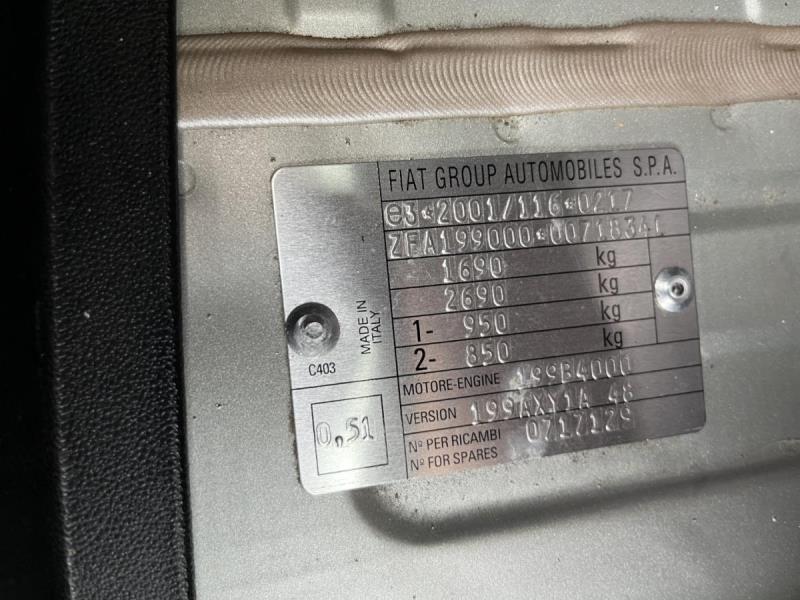 FIAT GROUP AUTOMOBILES S.P.A.
e3*2001/116*0217
1690 kg
2690 kg
1- 950 kg
2- 850 kg
MADE IN ITALY
C403
MOTORE-ENGINE 199B4000
VERSION 199AXY1A 48
0,51
Nº PER RICAMBI
Nº FOR SPARES 0717129